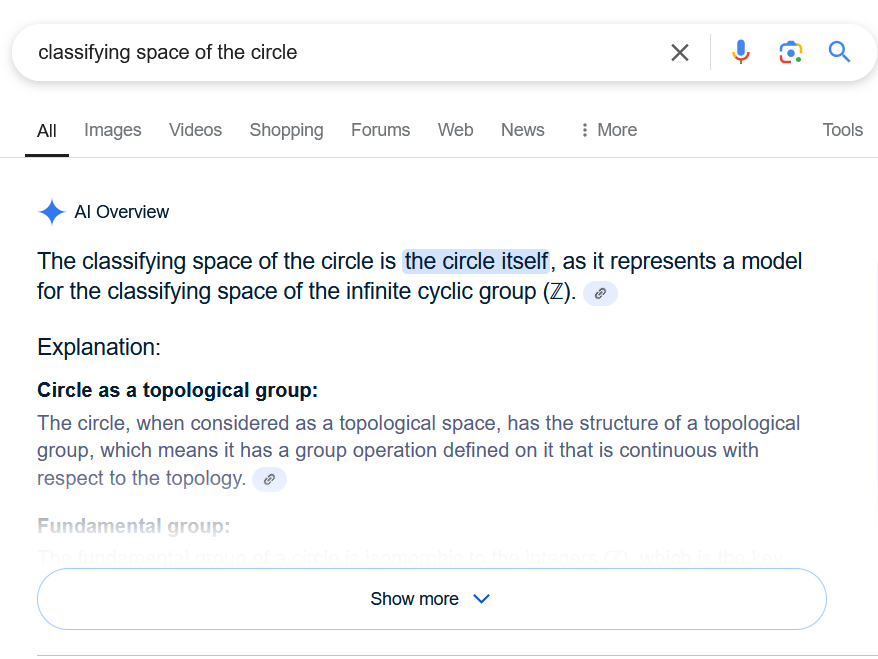 classifying space of the circle
All Images Videos Shopping Forums Web News More Tools
AI Overview
The classifying space of the circle is the circle itself, as it represents a model
for the classifying space of the infinite cyclic group (ℤ).
Explanation:
Circle as a topological group:
The circle, when considered as a topological space, has the structure of a topological
group, which means it has a group operation defined on it that is continuous with
respect to the topology.
Fundamental group:
The fundamental group of a circle is isomorphic to the integers (ℤ), which is the key
Show more